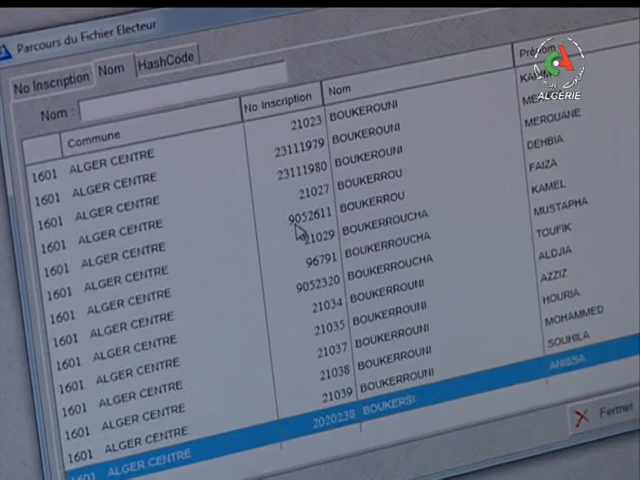 Parcours du Fichier Electeur
No Inscription Nom HashCode
Nom :
Commune No Inscription Nom Prénom
1601 ALGER CENTRE 21023 BOUKEROUNI
1601 ALGER CENTRE 23111979 BOUKEROUNI
1601 ALGER CENTRE 23111980 BOUKEROUNI MEROUANE
1601 ALGER CENTRE 21027 BOUKERROU DEHBIA
1601 ALGER CENTRE 9052611 BOUKERROU FAIZA
1601 ALGER CENTRE 21029 BOUKERROUCHA KAMEL
1601 ALGER CENTRE 96791 BOUKERROUCHA MUSTAPHA
1601 ALGER CENTRE 9052320 BOUKERROUCHA TOUFIK
1601 ALGER CENTRE 21034 BOUKERROUNI ALDJIA
1601 ALGER CENTRE 21035 BOUKERROUNI AZZIZ
1601 ALGER CENTRE 21037 BOUKERROUNI HOURIA
1601 ALGER CENTRE 21038 BOUKERROUNI MOHAMMED
1601 ALGER CENTRE 21039 BOUKERROUNI SOUHILA
1601 ALGER CENTRE 2020238 BOUKERSI ANISSA
Fermer
ALGERIE